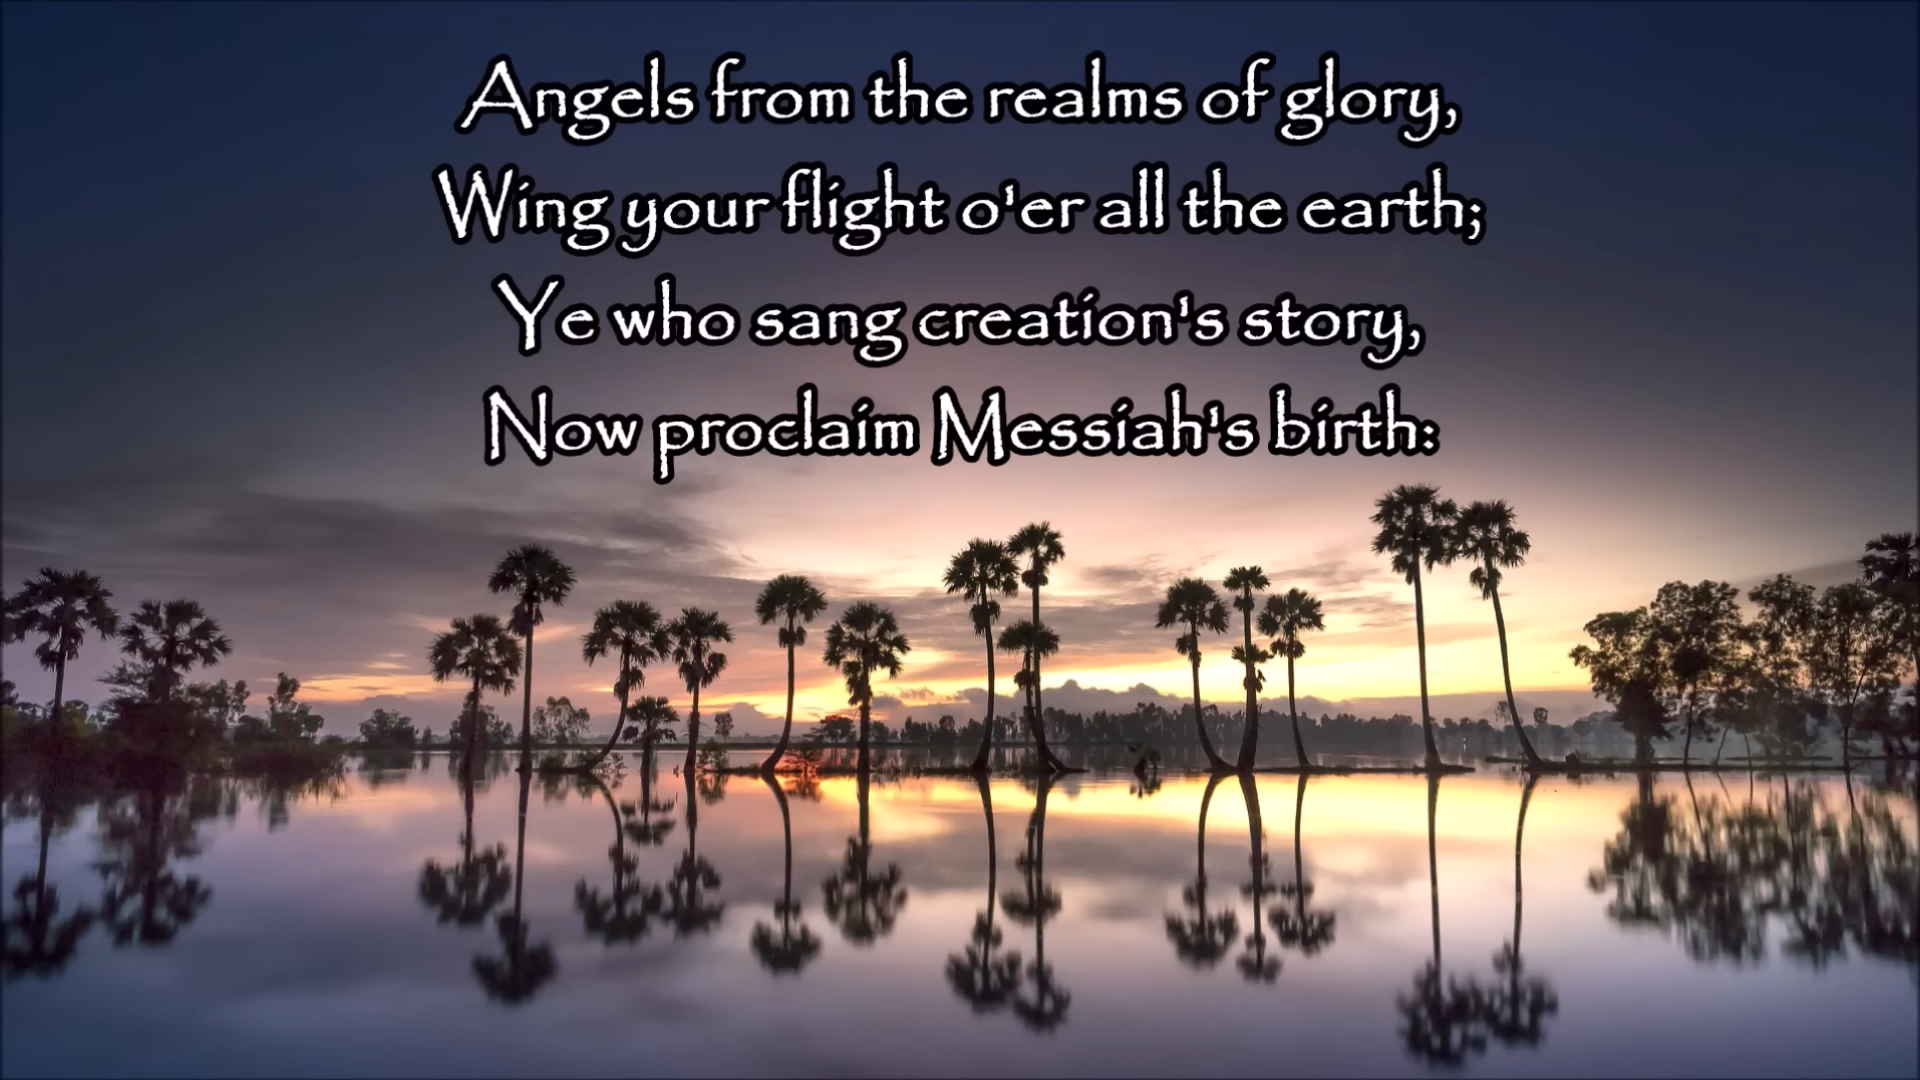 Angels from the realms of glory,
Wing your flight o'er all the earth;
Ye who sang creation's story,
Now proclaim Messiah's birth: